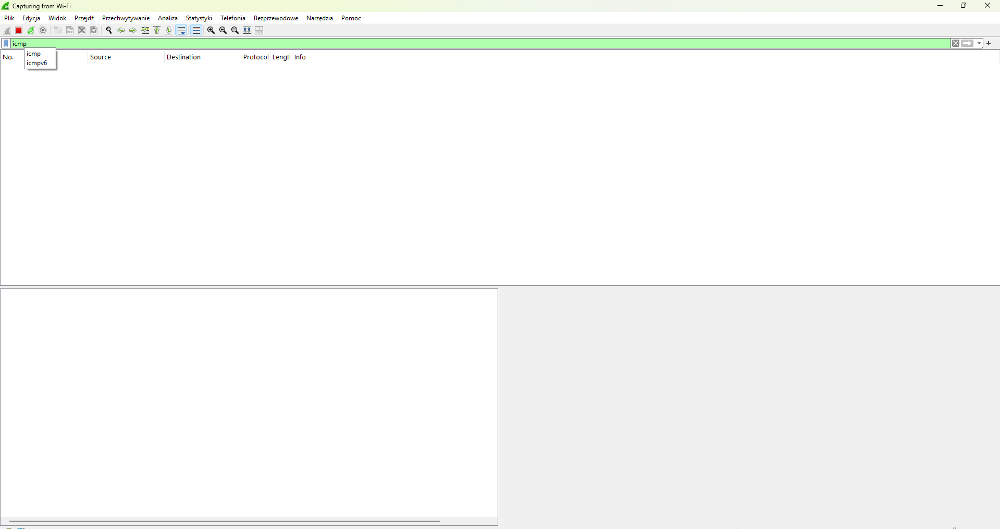 Capturing from Wi-Fi
Plik Edycja Widok Przejdź Przechwytywanie Analiza Statystyki Telefonia Bezprzewodowe Narzędzia Pomoc
icmp
No. Source Destination Protocol Lengtl Info
icmp
icmpv6